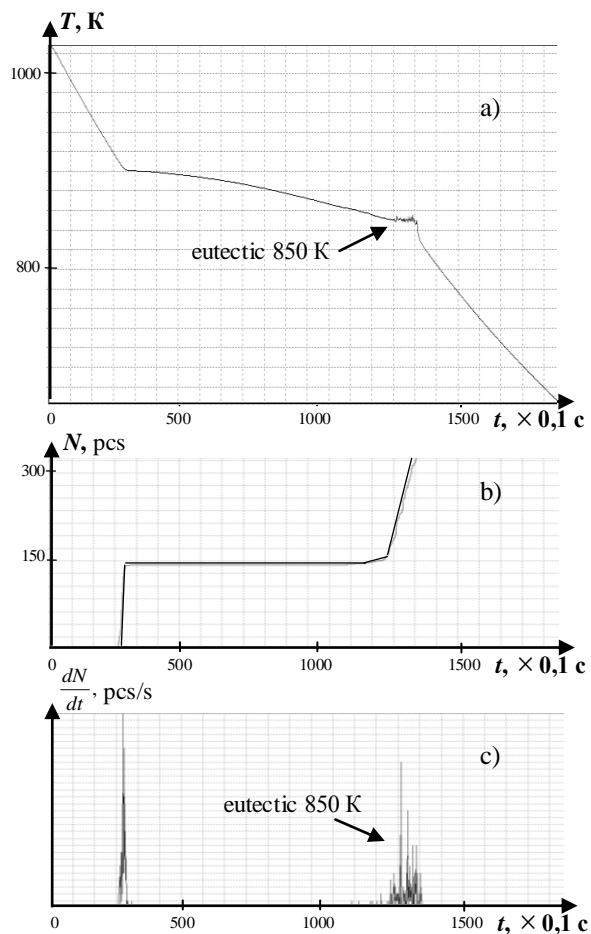 T, К
1000
a)
eutectic 850 К
800
0 500 1000 1500 t, ×0,1 с
N, pcs
300
b)
150
0 500 1000 1500 t, ×0,1 с
dN
dt, pcs/s
c)
eutectic 850 К
0 500 1000 1500 t, ×0,1 с